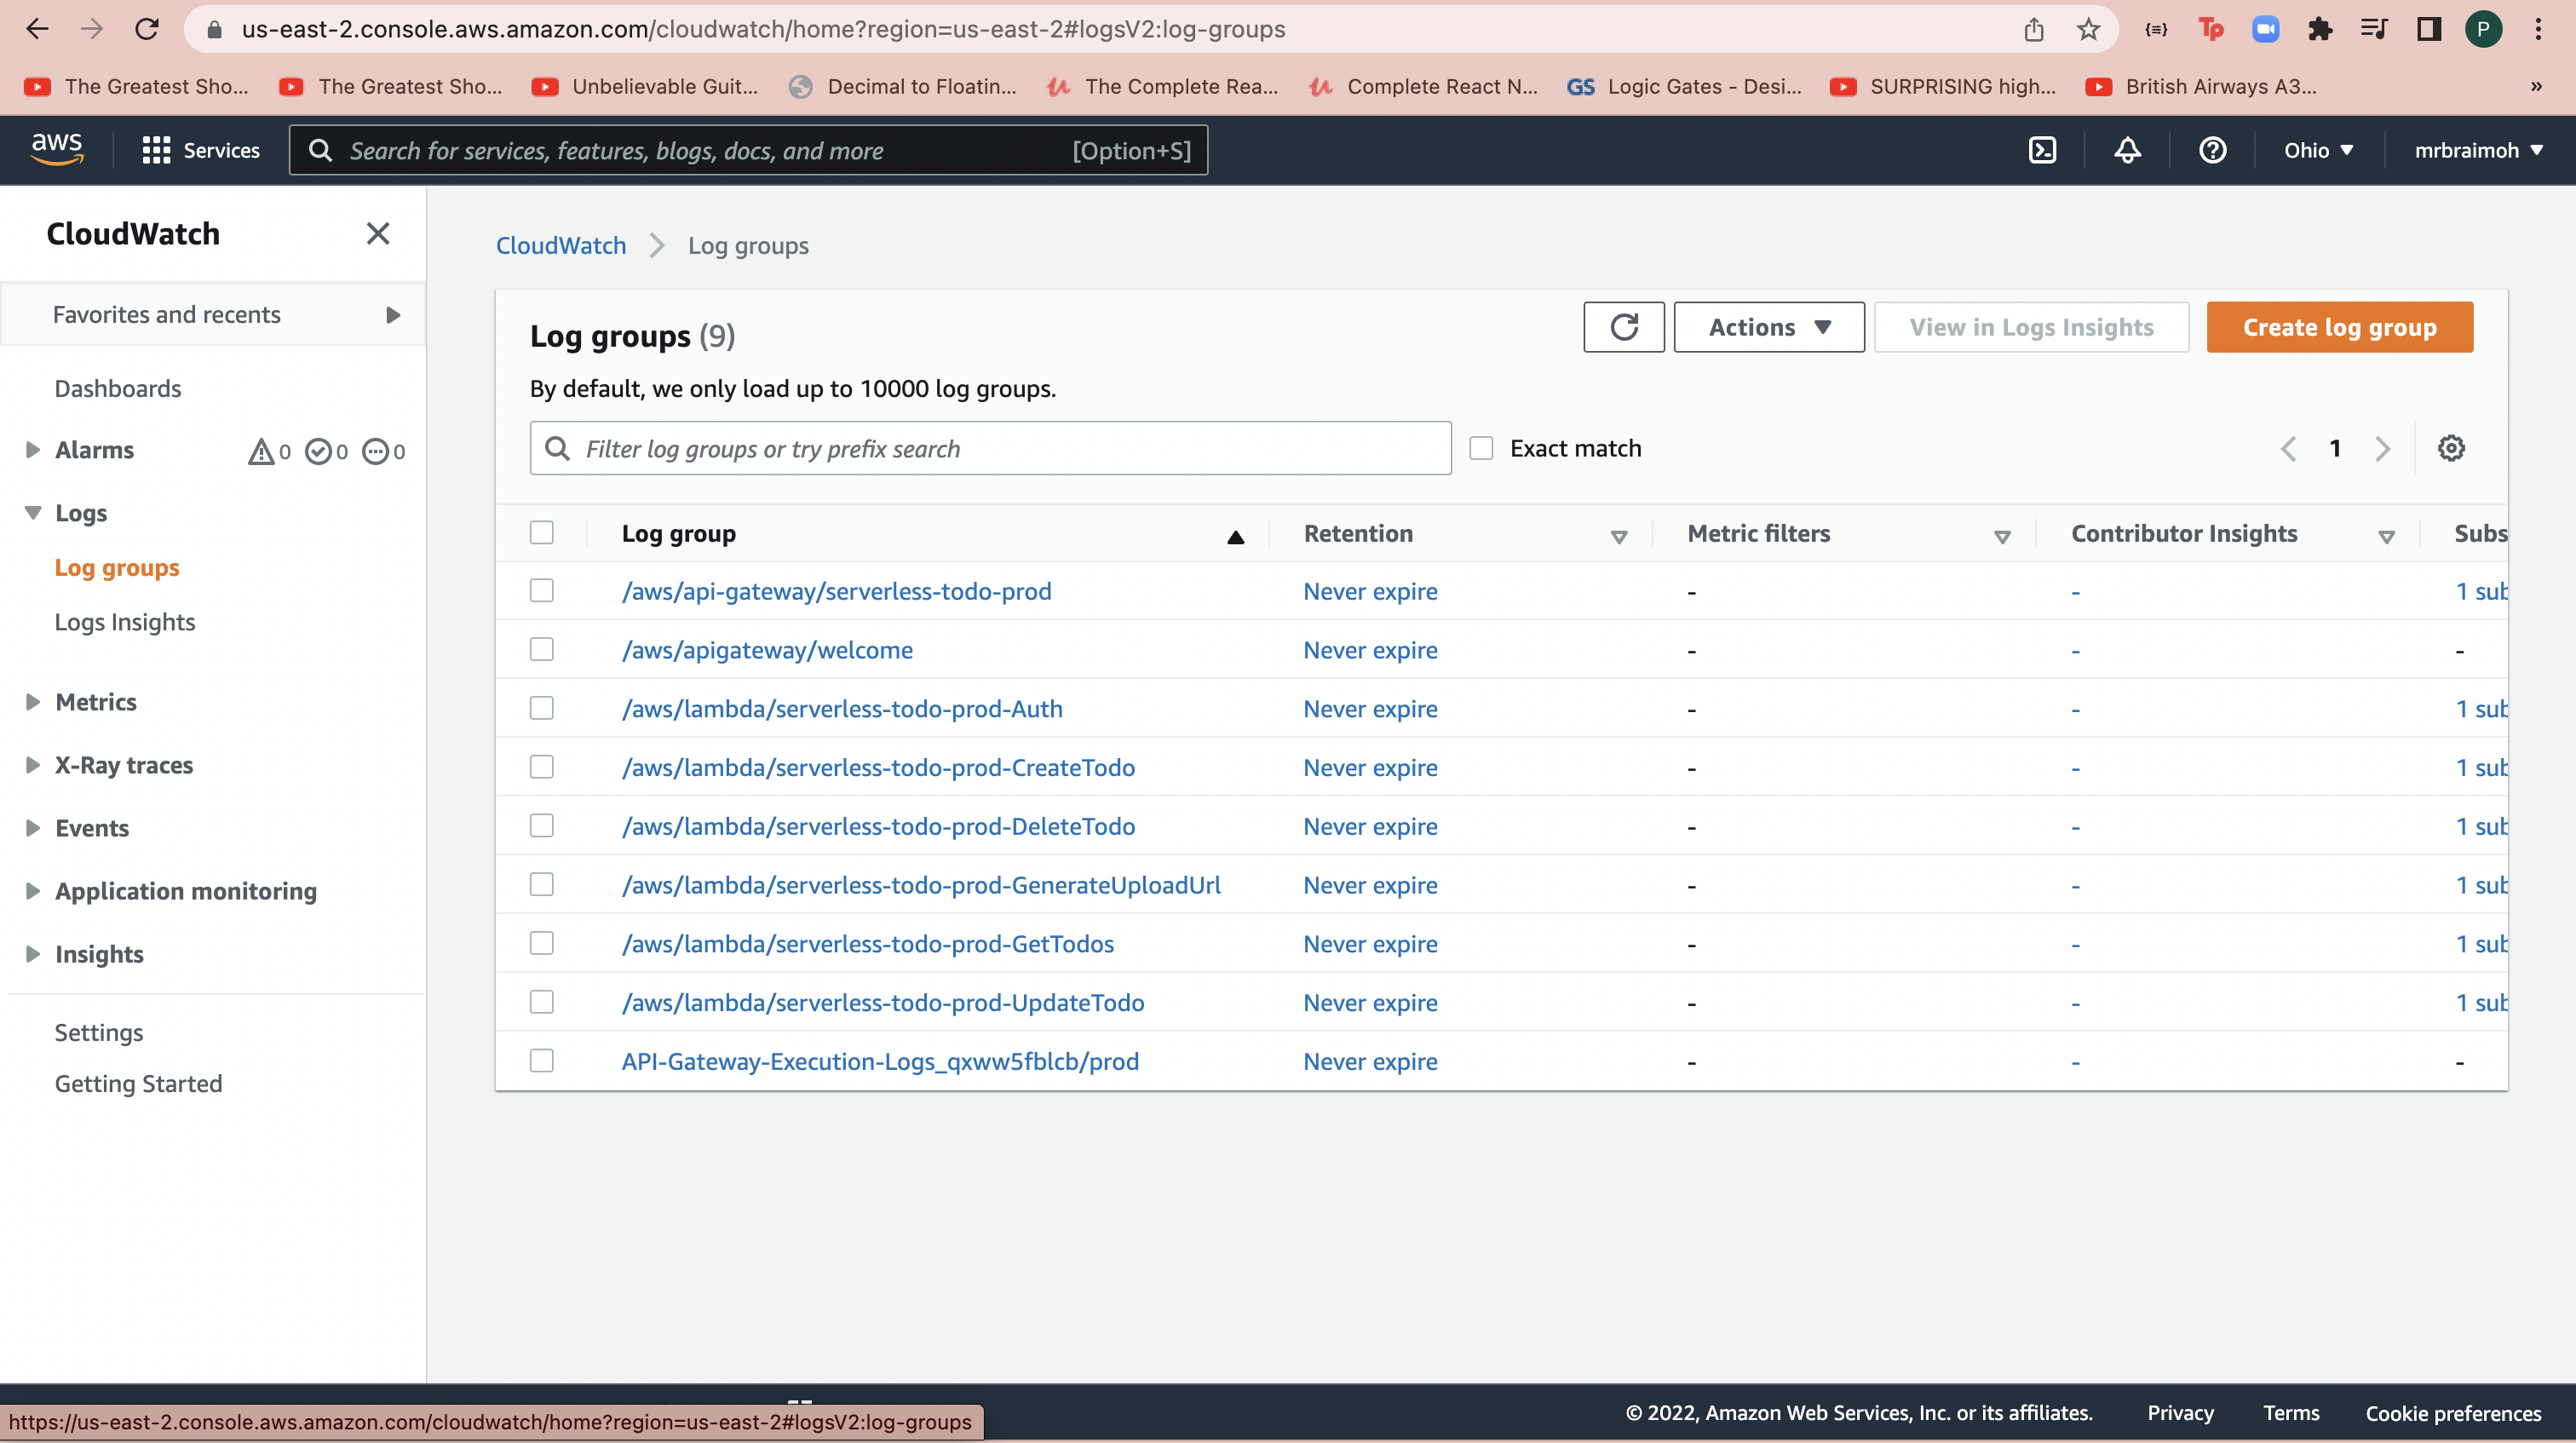 us-east-2.console.aws.amazon.com/cloudwatch/home?region=us-east-2#logsV2:log-groups
Tp
P
The Greatest Sho...
The Greatest Sho...
Unbelievable Guit...
Decimal to Floatin...
The Complete Rea...
Complete React N...
GS Logic Gates - Desi...
SURPRISING high...
British Airways A3...
»
aws
Services
Search for services, features, blogs, docs, and more [Option+S]
Ohio
mrbraimoh
CloudWatch
Favorites and recents
Dashboards
Alarms 0 0 0
Logs
Log groups
Logs Insights
Metrics
X-Ray traces
Events
Application monitoring
Insights
Settings
Getting Started
CloudWatch Log groups
Log groups (9)
Actions
View in Logs Insights
Create log group
By default, we only load up to 10000 log groups.
Filter log groups or try prefix search
Exact match
1
Log group Retention Metric filters Contributor Insights Subs
/aws/api-gateway/serverless-todo-prod Never expire - - 1 sub
/aws/apigateway/welcome Never expire - - -
/aws/lambda/serverless-todo-prod-Auth Never expire - - 1 sub
/aws/lambda/serverless-todo-prod-CreateTodo Never expire - - 1 sub
/aws/lambda/serverless-todo-prod-DeleteTodo Never expire - - 1 sub
/aws/lambda/serverless-todo-prod-GenerateUploadUrl Never expire - - 1 sub
/aws/lambda/serverless-todo-prod-GetTodos Never expire - - 1 sub
/aws/lambda/serverless-todo-prod-UpdateTodo Never expire - - 1 sub
API-Gateway-Execution-Logs_qxww5fblcb/prod Never expire - - -
https://us-east-2.console.aws.amazon.com/cloudwatch/home?region=us-east-2#logsV2:log-groups
© 2022, Amazon Web Services, Inc. or its affiliates. Privacy Terms Cookie preferences